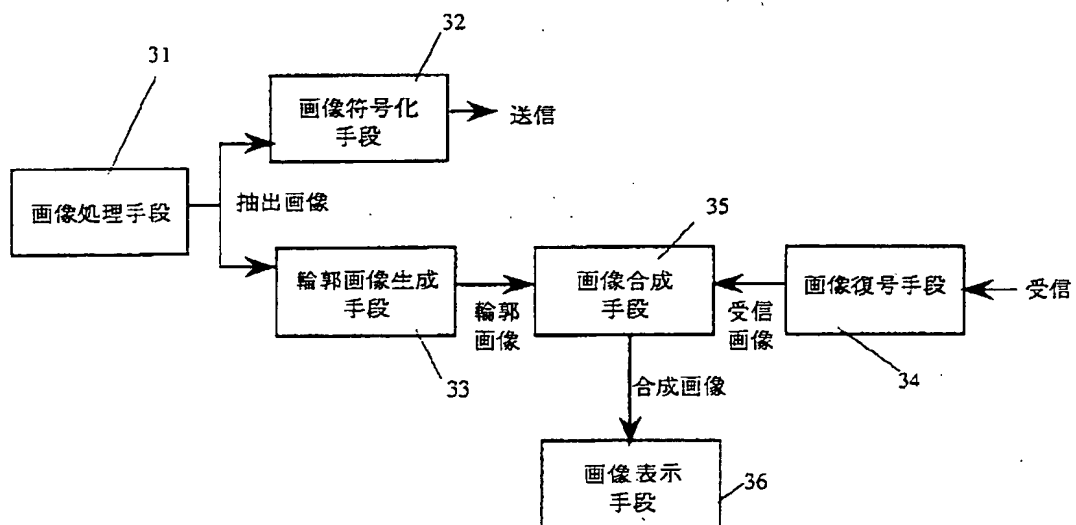 31
32
画像符号化
手段
送信
画像処理手段
抽出画像
35
輪郭画像生成
手段
輪郭
画像
画像合成
手段
受信
画像
画像復号手段
受信
33
34
合成画像
画像表示
手段
36